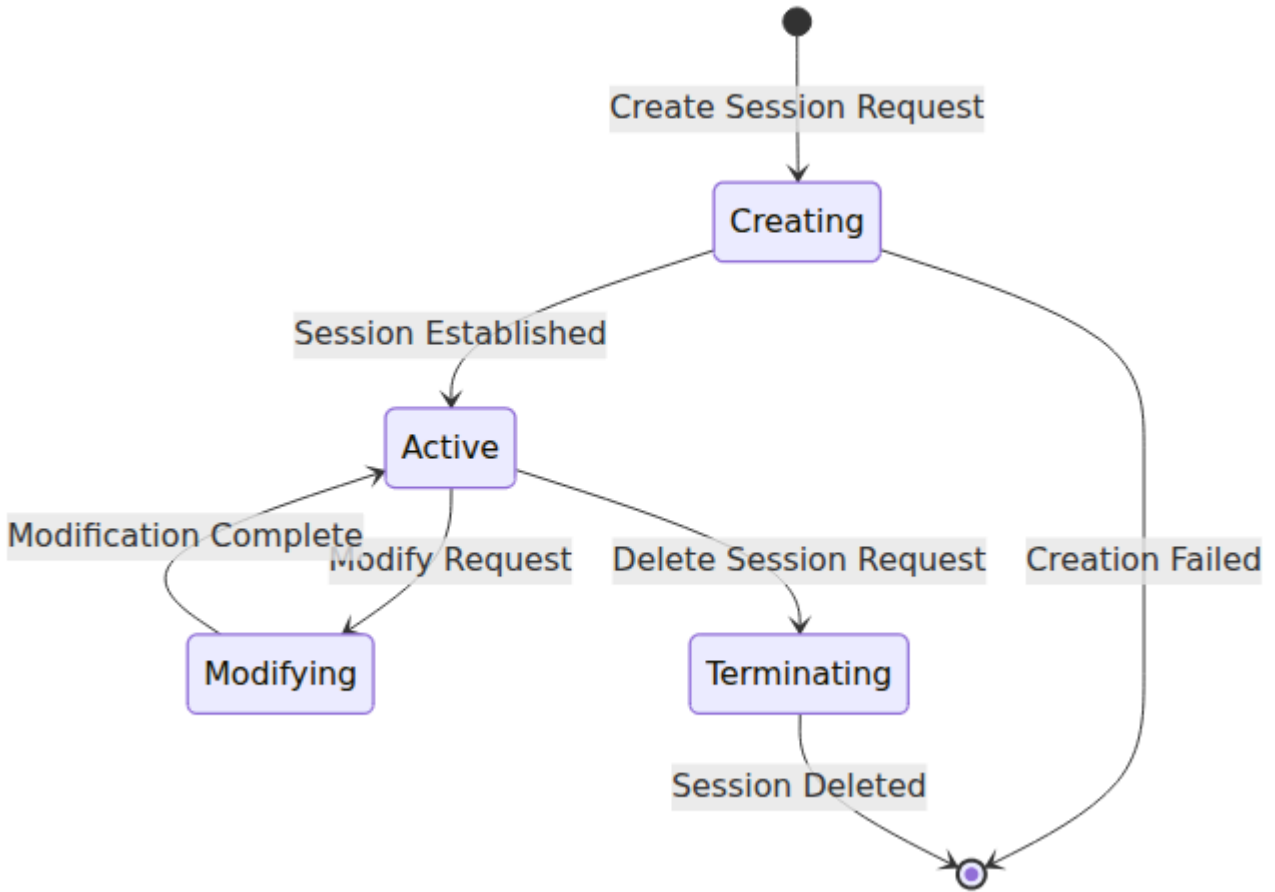 Create Session Request
Creating
Session Established
Active
Modification Complete
Modify Request
Delete Session Request
Creation Failed
Modifying
Terminating
Session Deleted